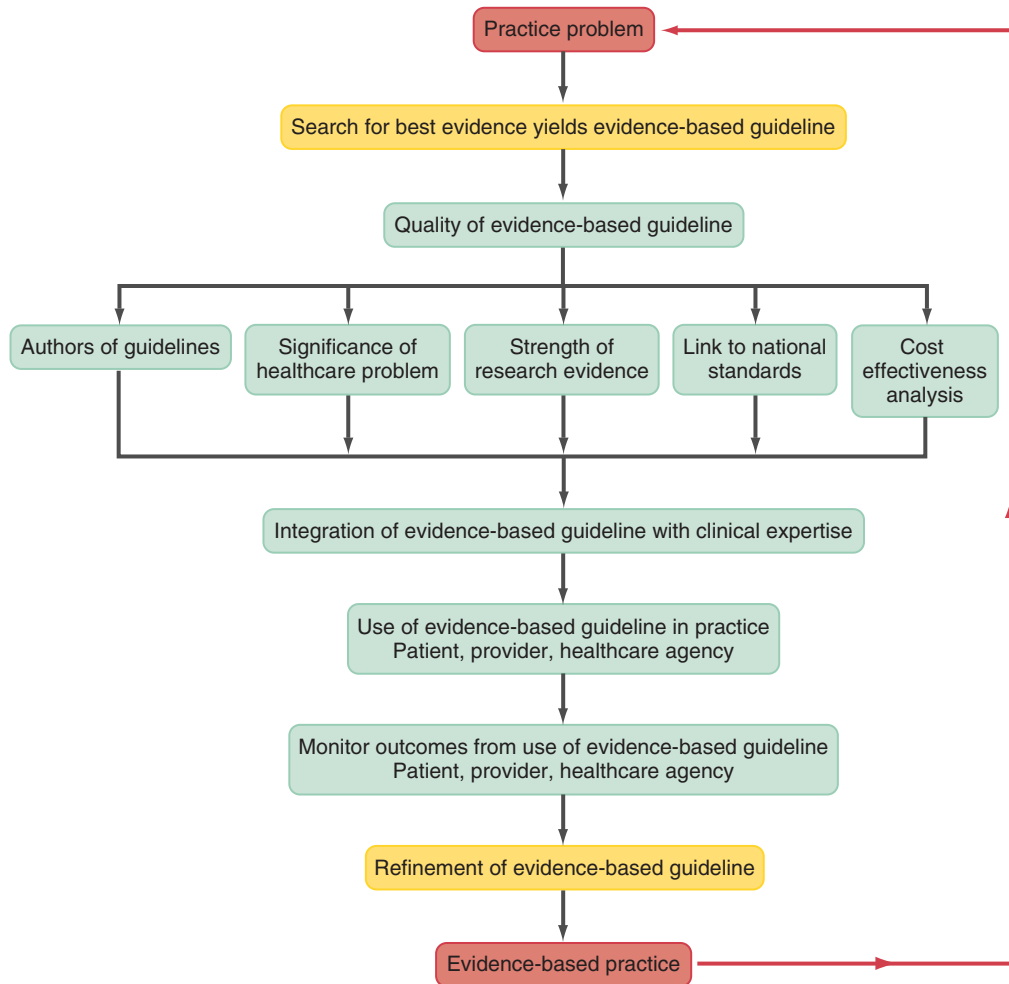 Practice problem
Search for best evidence yields evidence-based guideline
Quality of evidence-based guideline
Authors of guidelines
Significance of
healthcare problem
Strength of
research evidence
Link to national
standards
Cost
effectiveness
analysis
Integration of evidence-based guideline with clinical expertise
Use of evidence-based guideline in practice
Patient, provider, healthcare agency
Monitor outcomes from use of evidence-based guideline
Patient, provider, healthcare agency
Refinement of evidence-based guideline
Evidence-based practice